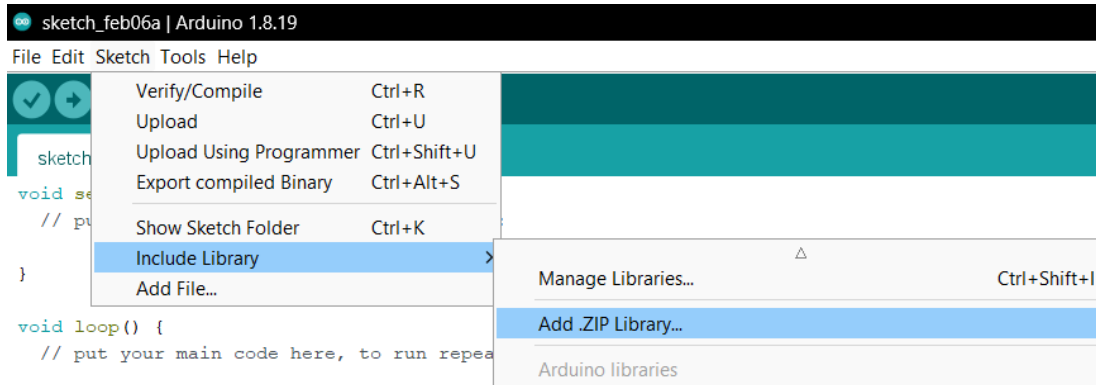 sketch_feb06a | Arduino 1.8.19
File Edit Sketch Tools Help
Verify/Compile Ctrl+R
Upload Ctrl+U
Upload Using Programmer Ctrl+Shift+U
Export compiled Binary Ctrl+Alt+S
sketch
void se
// pu
Show Sketch Folder Ctrl+K
Include Library
}
Add File...
Manage Libraries... Ctrl+Shift+I
void loop() {
Add .ZIP Library...
// put your main code here, to run repea
Arduino libraries